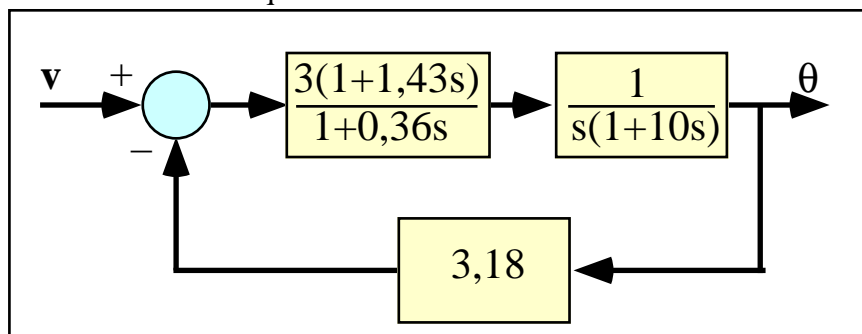 v
+
−
3(1+1,43s)
1+0,36s
1
s(1+10s)
θ
3,18